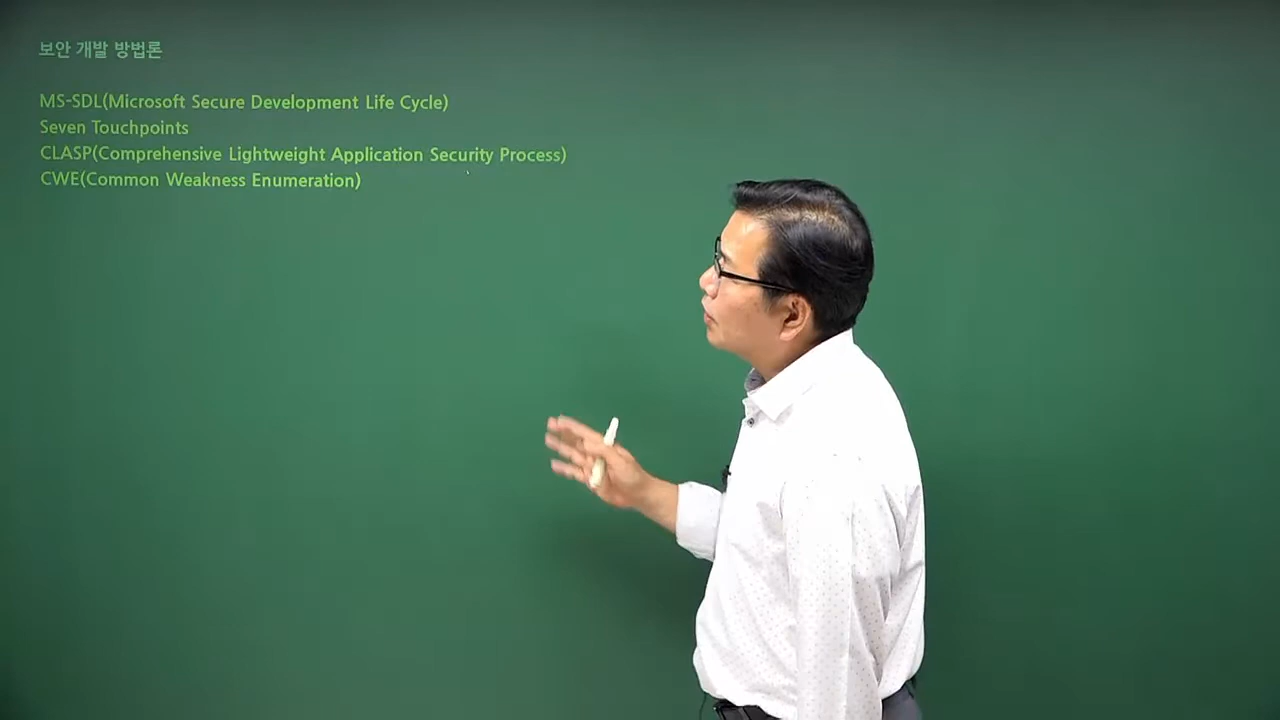 보안 개발 방법론
MS-SDL(Microsoft Secure Development Life Cycle)
Seven Touchpoints
CLASP(Comprehensive Lightweight Application Security Process)
CWE(Common Weakness Enumeration)